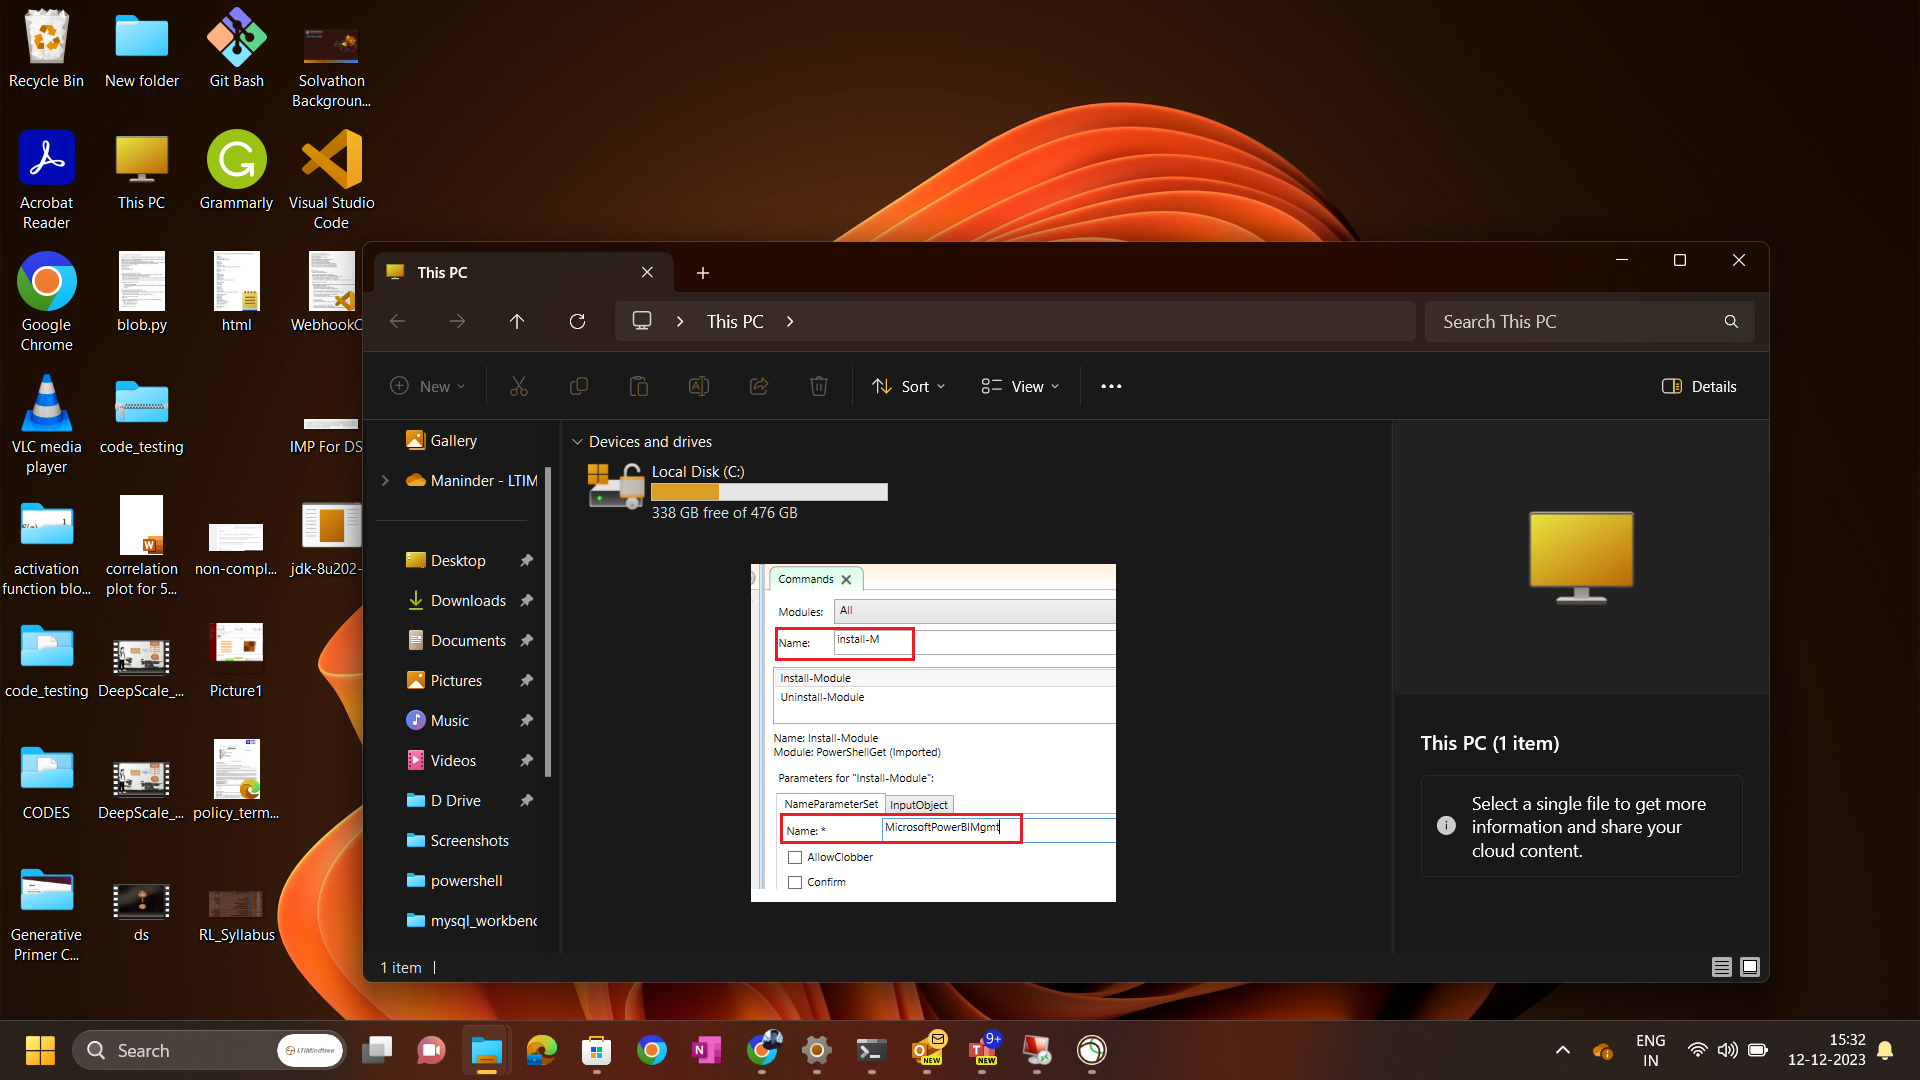 Recycle Bin
New folder
Git Bash
Solvathon
Backgroun...
Acrobat
Reader
This PC
Grammarly
Visual Studio
Code
Google
Chrome
blob.py
html
WebhookC
VLC media
player
code_testing
IMP For DS
activation
function blo...
correlation
plot for 5...
non-compl...
jdk-8u202-
code_testing
DeepScale_...
Picture1
CODES
DeepScale_...
policy_term...
Generative
Primer C...
ds
RL_Syllabus
This PC
This PC
Search This PC
New
Sort
View
Details
Gallery
Maninder - LTIM
Desktop
Downloads
Documents
Pictures
Music
Videos
D Drive
Screenshots
powershell
mysql_workbenc
Devices and drives
Local Disk (C:)
338 GB free of 476 GB
Commands
Modules: All
Name: install-M
Install-Module
Uninstall-Module
Name: Install-Module
Module: PowerShellGet (Imported)
Parameters for "Install-Module":
NameParameterSet InputObject
Name: * MicrosoftPowerBIMgmt
AllowClobber
Confirm
This PC (1 item)
Select a single file to get more
information and share your
cloud content.
1 item
Search
LTIMindtree
NEW
9+
NEW
ENG
IN
15:32
12-12-2023